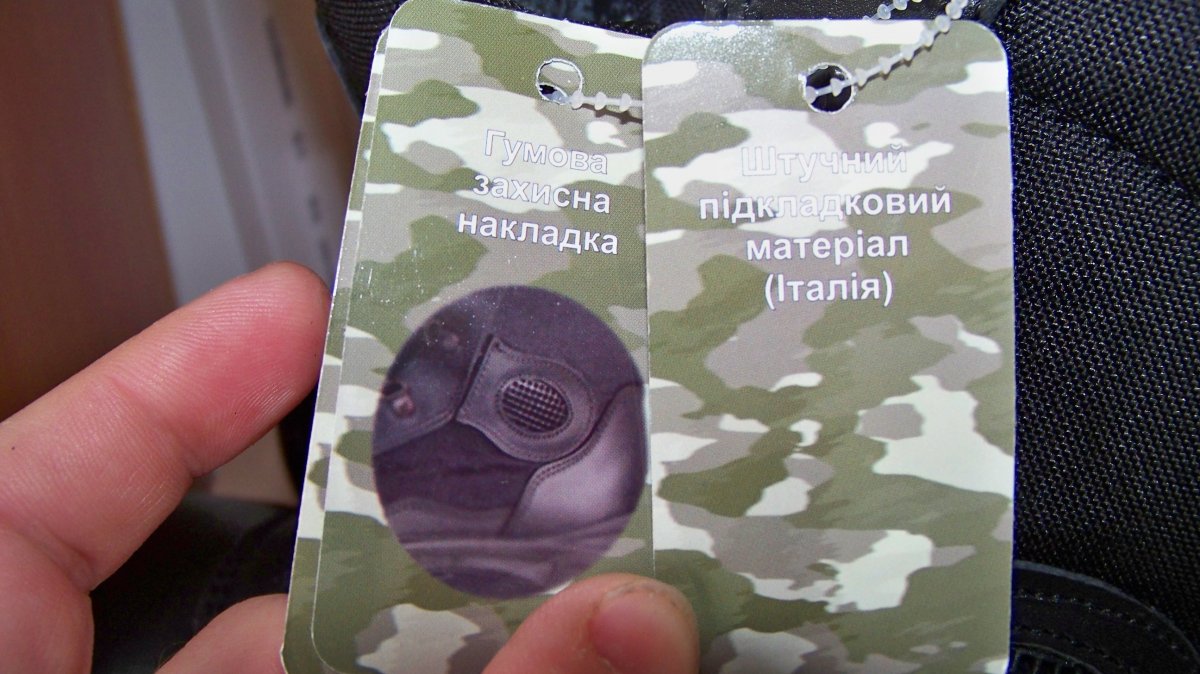 Гумова
захисна
накладка
Штучний
підкладковий
матеріал
(Італія)